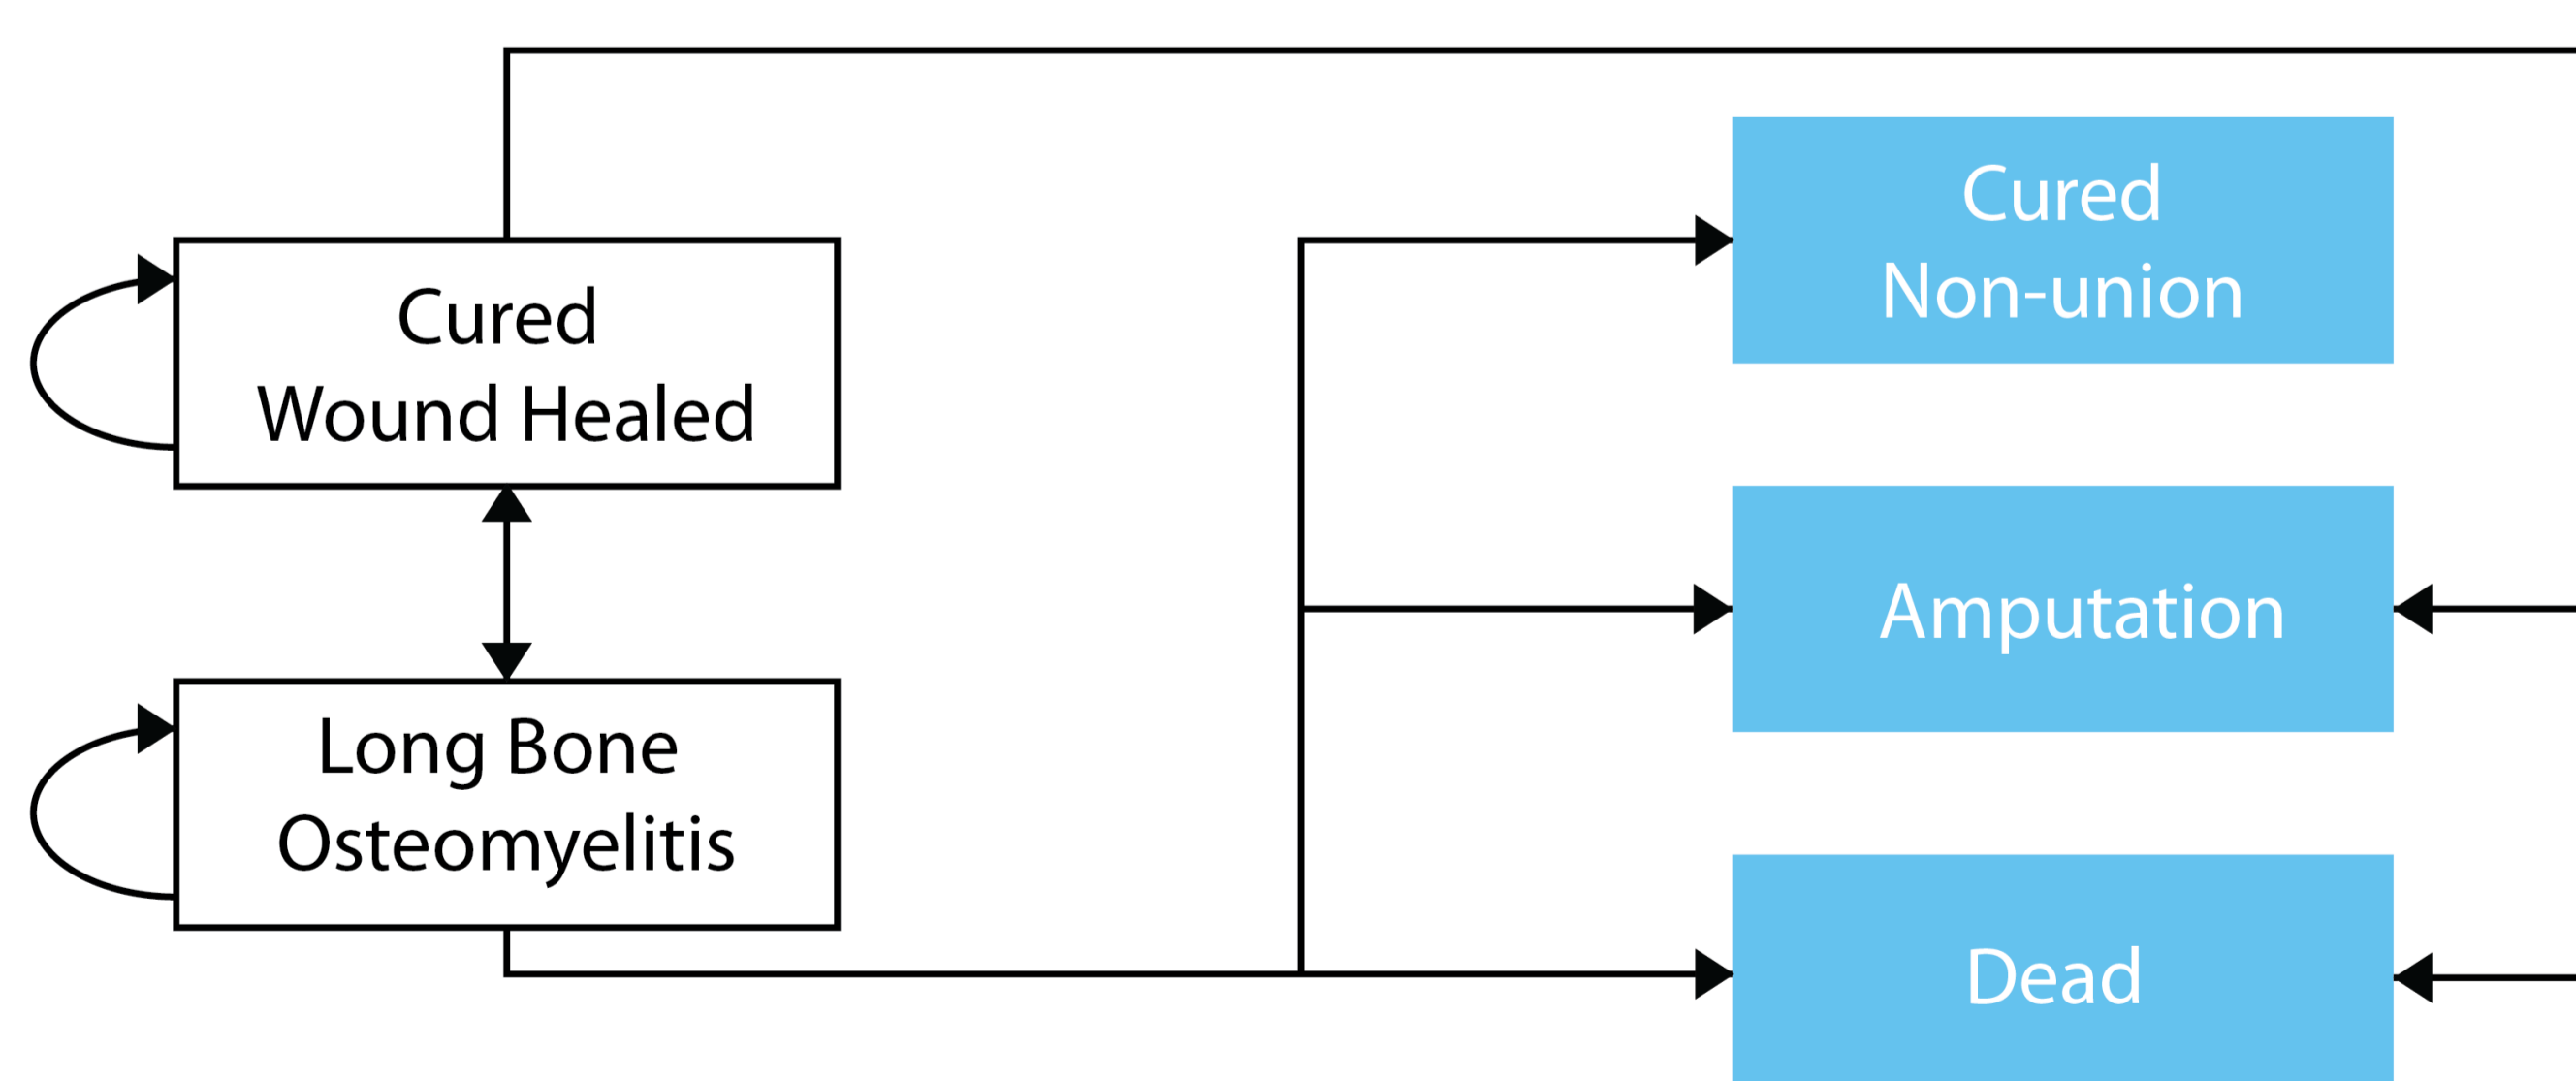 Cured
Wound Healed
Long Bone
Osteomyelitis
Cured
Non-union
Amputation
Dead